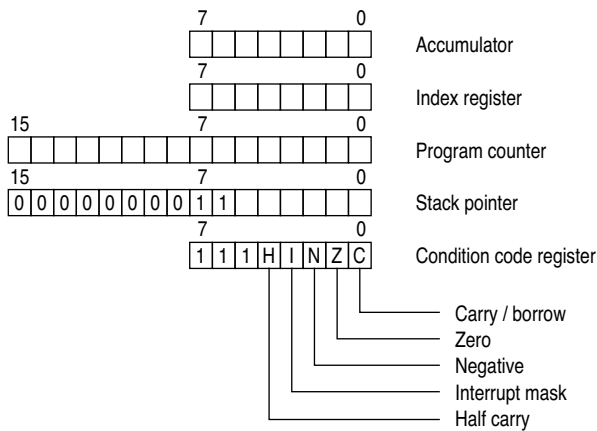 7 0
Accumulator
7 0
Index register
15 7 0
Program counter
15 7 0
0 0 0 0 0 0 0 0 1 1 Stack pointer
7 0
1 1 1 H I N Z C Condition code register
Carry / borrow
Zero
Negative
Interrupt mask
Half carry